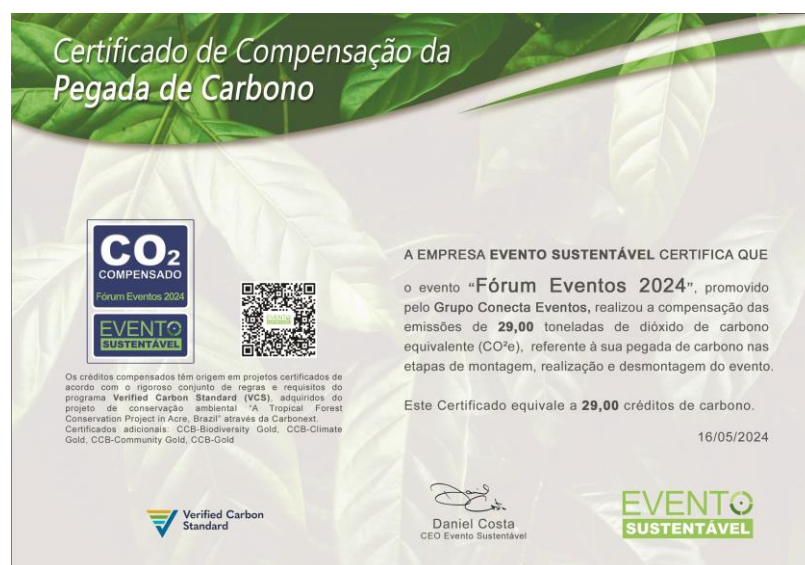 Certificado de Compensação da
Pegada de Carbono
CO₂
COMPENSADO
Fórum Eventos 2024
EVENTO
SUSTENTÁVEL
EVENTO
Os créditos compensados têm origem em projetos certificados de
acordo com o rigoroso conjunto de regras e requisitos do
programa Verified Carbon Standard (VCS), adquiridos do
projeto de conservação ambiental “A Tropical Forest
Conservation Project in Acre, Brazil” através da Carbonext.
Certificados adicionais: CCB-Biodiversity Gold, CCB-Climate
Gold, CCB-Community Gold, CCB-Gold
A EMPRESA EVENTO SUSTENTÁVEL CERTIFICA QUE
o evento “Fórum Eventos 2024”, promovido
pelo Grupo Conecta Eventos, realizou a compensação das
emissões de 29,00 toneladas de dióxido de carbono
equivalente (CO²e), referente à sua pegada de carbono nas
etapas de montagem, realização e desmontagem do evento.
Este Certificado equivale a 29,00 créditos de carbono.
16/05/2024
Verified Carbon
Standard
Daniel Costa
CEO Evento Sustentável
EVENTO
SUSTENTÁVEL